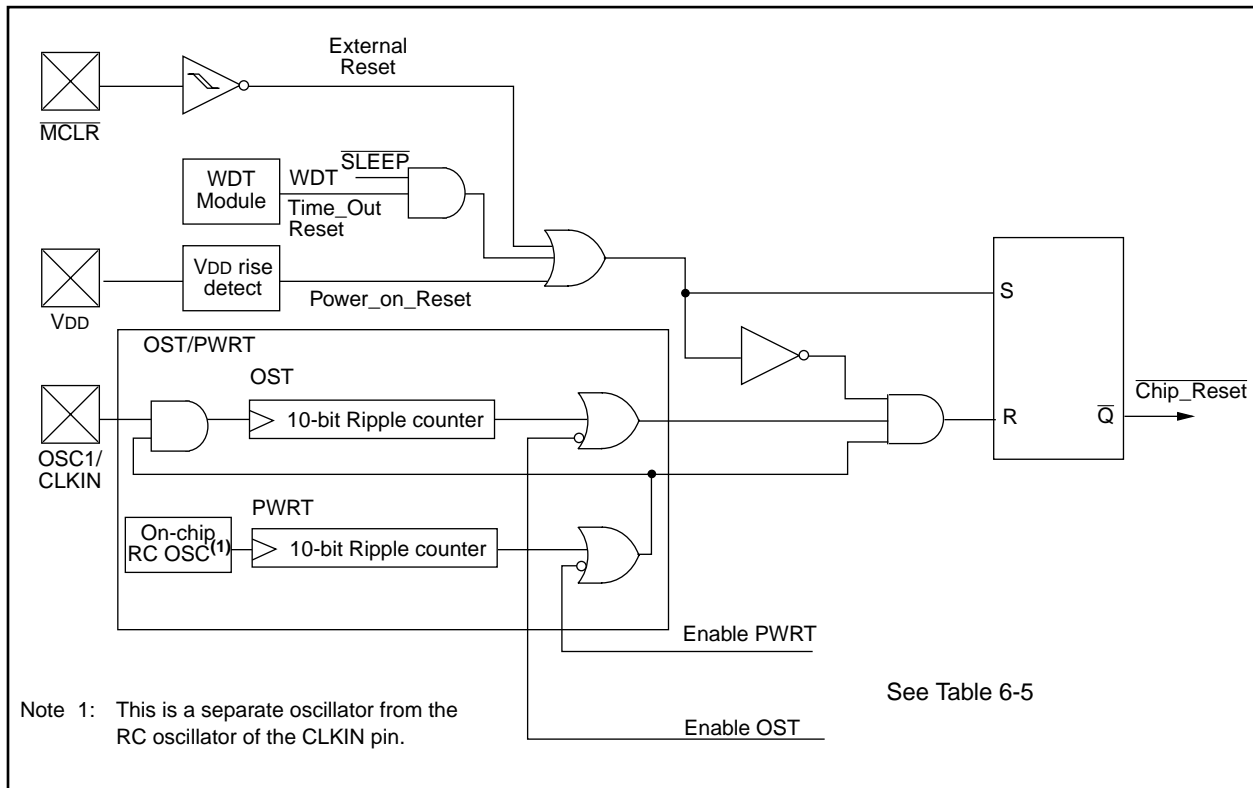 External
Reset
MCLR
SLEEP
WDT
Module
WDT
Time_Out
Reset
VDD rise
detect
Power_on_Reset
VDD
S
OST/PWRT
OST
10-bit Ripple counter
Chip_Reset
R
Q
OSC1/
CLKIN
PWRT
On-chip
RC OSC(1)
10-bit Ripple counter
Enable PWRT
See Table 6-5
Note 1: This is a separate oscillator from the
RC oscillator of the CLKIN pin.
Enable OST